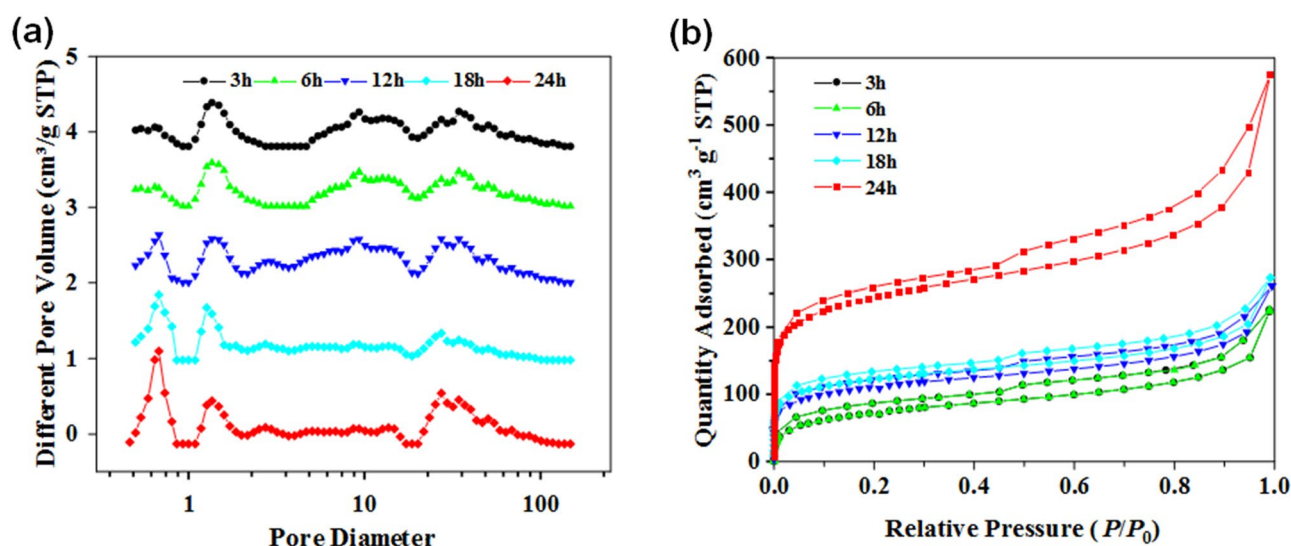 (a)
Different Pore Volume (cm³/g STP)
5
4
3
2
1
0
3h 6h 12h 18h 24h
1 10 100
Pore Diameter
(b)
Quantity Adsorbed (cm³ g⁻¹ STP)
600
500
400
300
200
100
0
3h
6h
12h
18h
24h
0.0 0.2 0.4 0.6 0.8 1.0
Relative Pressure (P/P₀)